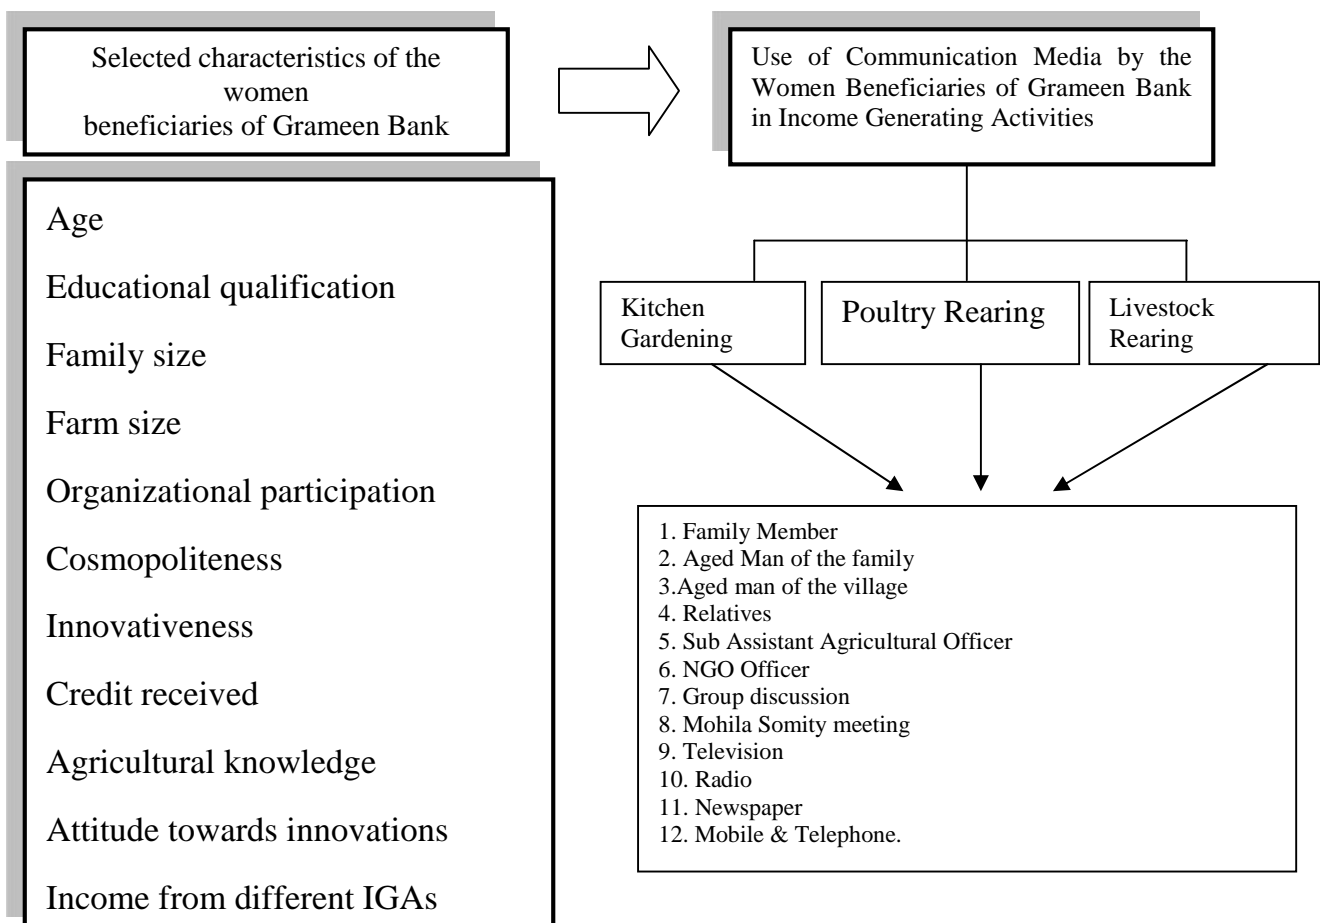 Selected characteristics of the
women
beneficiaries of Grameen Bank
Age
Educational qualification
Family size
Farm size
Organizational participation
Cosmopoliteness
Innovativeness
Credit received
Agricultural knowledge
Attitude towards innovations
Income from different IGAs
Use of Communication Media by the
Women Beneficiaries of Grameen Bank
in Income Generating Activities
Kitchen
Gardening
Poultry Rearing
Livestock
Rearing
1. Family Member
2. Aged Man of the family
3.Aged man of the village
4. Relatives
5. Sub Assistant Agricultural Officer
6. NGO Officer
7. Group discussion
8. Mohila Somity meeting
9. Television
10. Radio
11. Newspaper
12. Mobile & Telephone.